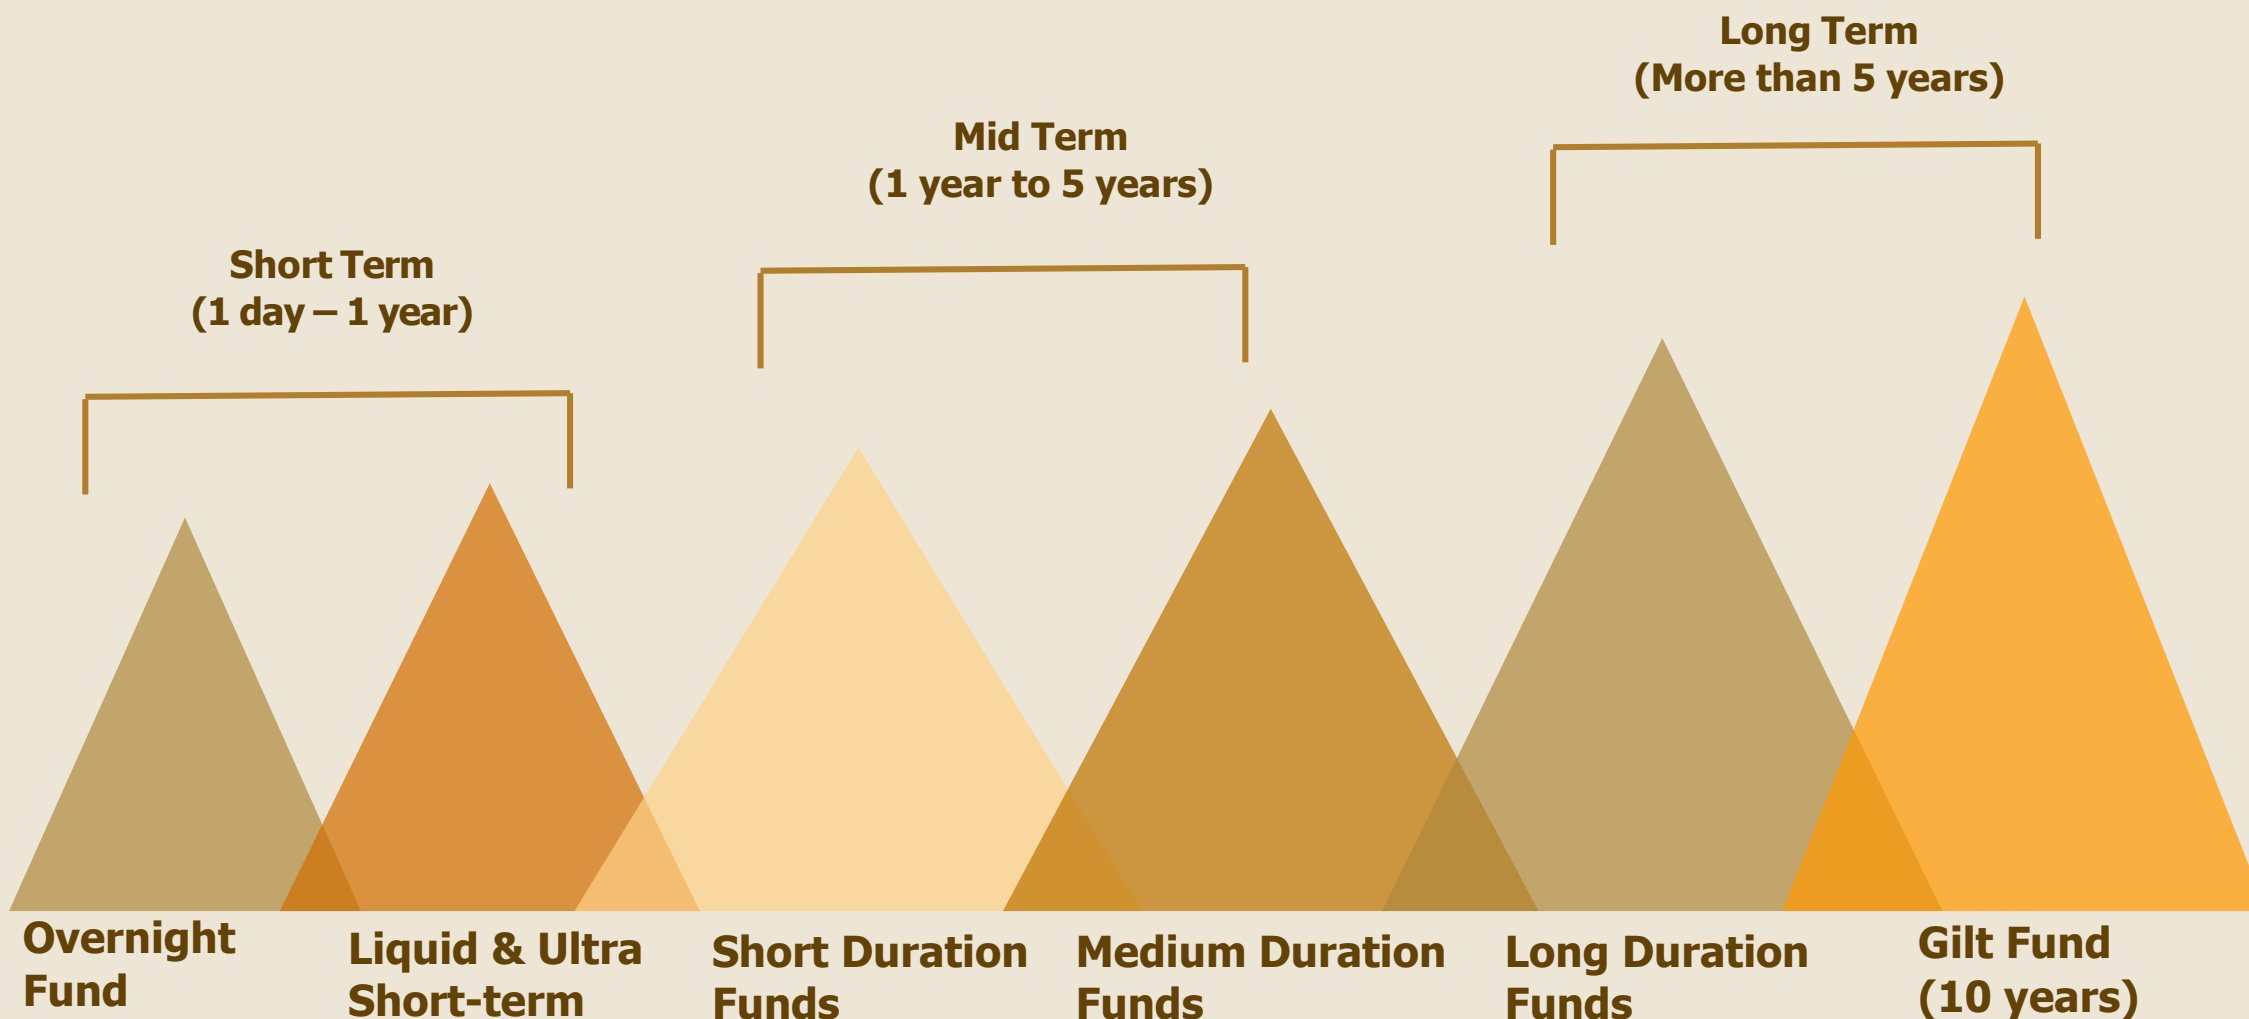 Long Term
(More than 5 years)
Mid Term
(1 year to 5 years)
Short Term
(1 day – 1 year)
Overnight
Fund
Liquid & Ultra
Short-term
Short Duration
Funds
Medium Duration
Funds
Long Duration
Funds
Gilt Fund
(10 years)